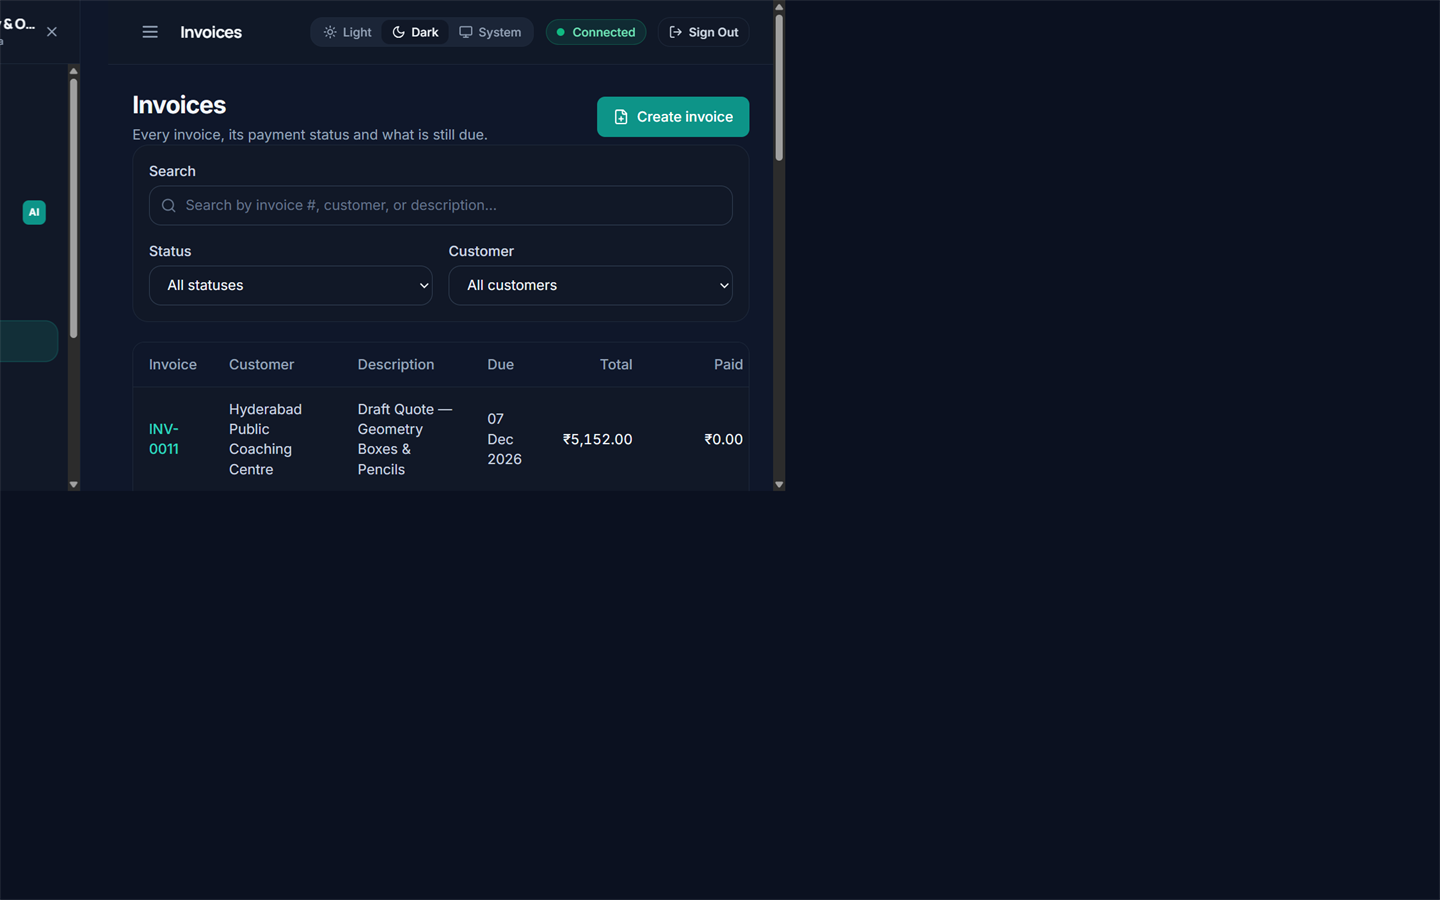 & O...
Invoices
Light
Dark
System
Connected
Sign Out
Invoices
Every invoice, its payment status and what is still due.
Create invoice
Search
Search by invoice #, customer, or description...
AI
Status
Customer
All statuses
All customers
Invoice
Customer
Description
Due
Total
Paid
INV-
0011
Hyderabad
Public
Coaching
Centre
Draft Quote —
Geometry
Boxes &
Pencils
07
Dec
2026
₹5,152.00
₹0.00